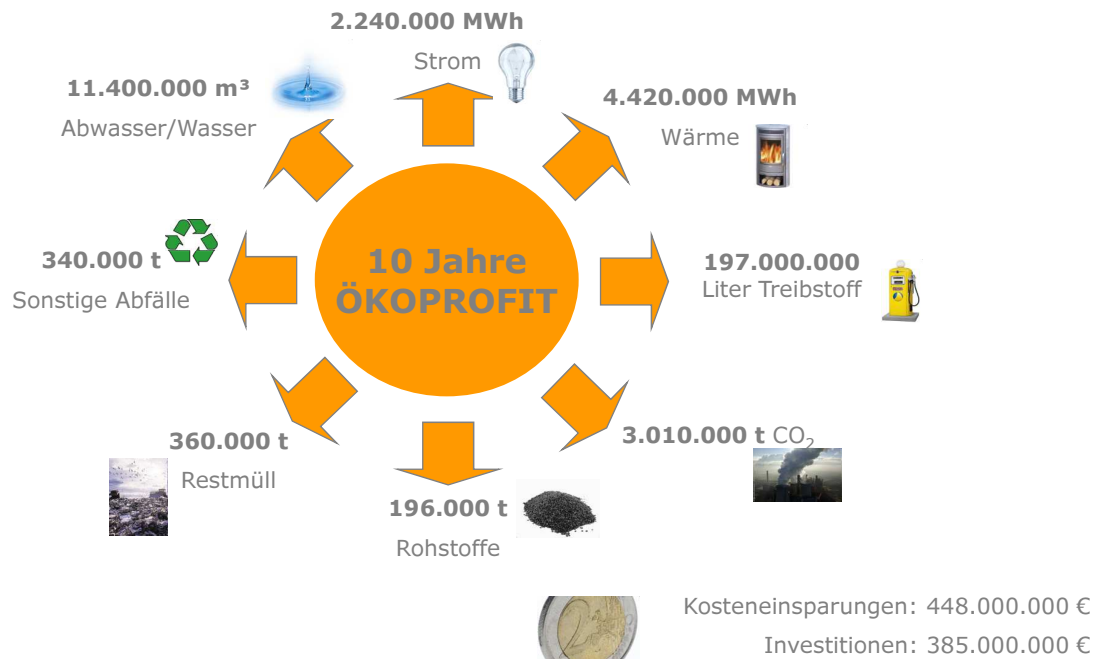 2.240.000 MWh
Strom
11.400.000 m³
Abwasser/Wasser
4.420.000 MWh
Wärme
340.000 t
Sonstige Abfälle
10 Jahre
ÖKOPROFIT
197.000.000
Liter Treibstoff
360.000 t
Restmüll
3.010.000 t CO₂
196.000 t
Rohstoffe
Kosteneinsparungen: 448.000.000 €
Investitionen: 385.000.000 €